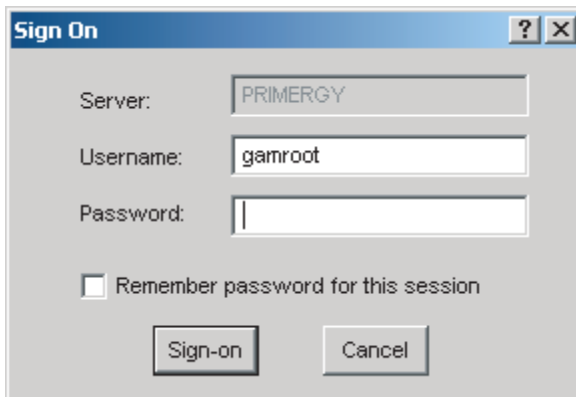 Sign On
Server: PRIMERGY
Username: gamroot
Password:
Remember password for this session
Sign-on Cancel